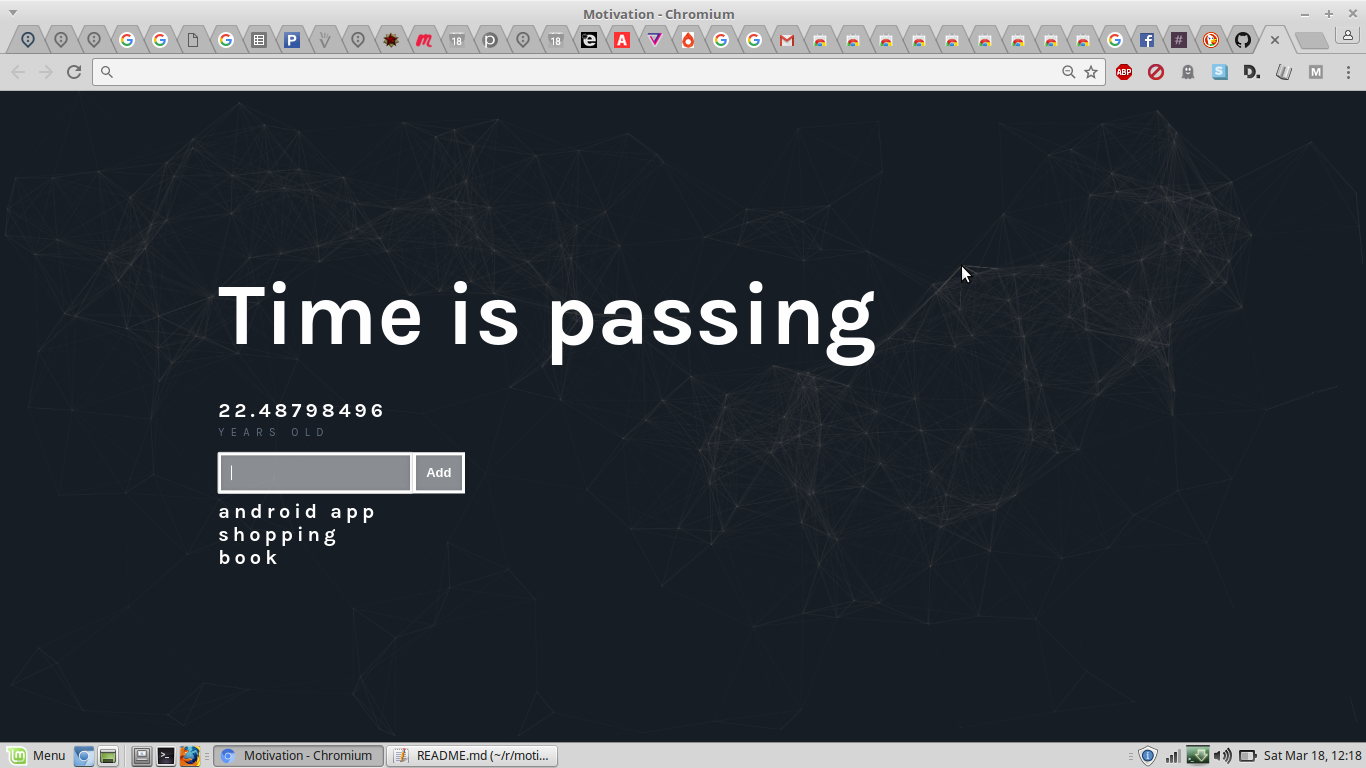 Motivation - Chromium
18
18
ABP
Time is passing
22.48798496
YEARS OLD
Add
android app
shopping
book
Menu
Motivation - Chromium
README.md (~/r/moti...
Sat Mar 18, 12:18